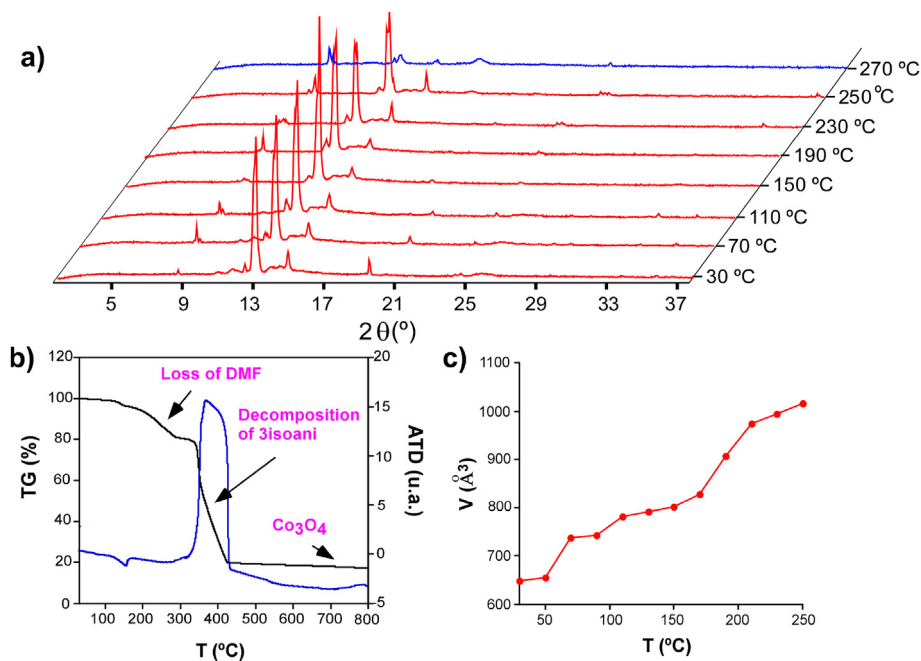 a)
270 ºC
250 ºC
230 ºC
190 ºC
150 ºC
110 ºC
70 ºC
30 ºC
5 9 13 17 21 25 29 33 37
2θ(º)
b)
120
100
80
60
40
20
0
TG (%)
Loss of DMF
Decomposition
of 3isoani
Co3O4
20
15
10
5
0
-5
ATD (u.a.)
100 200 300 400 500 600 700 800
T (ºC)
c)
1100
1000
900
800
700
600
V (Å³)
50 100 150 200 250
T (ºC)